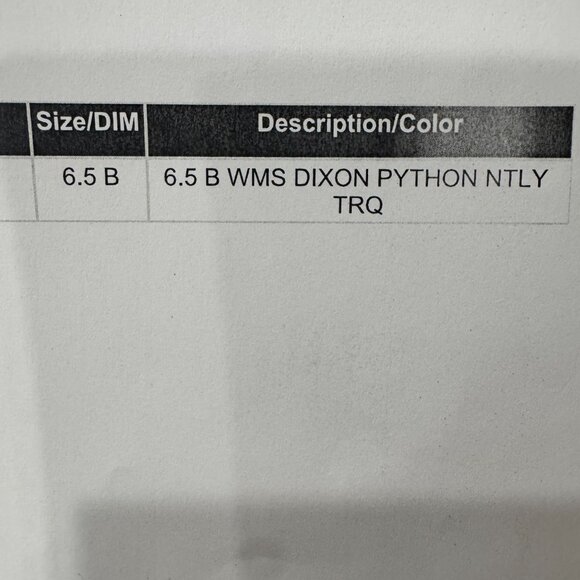 Size/DIM Description/Color
6.5 B 6.5 B WMS DIXON PYTHON NTLY
TRQ